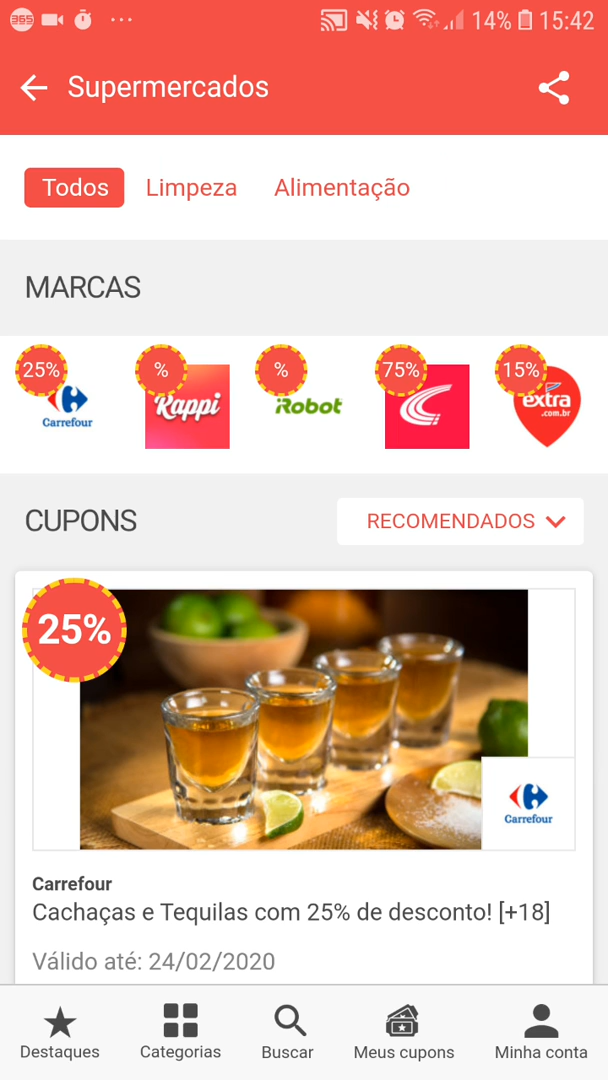 365 14% 15:42
Supermercados
Todos Limpeza Alimentação
MARCAS
25% % % 75% 15%
Carrefour Rappi iRobot extra
.com.br
CUPONS RECOMENDADOS
25%
Carrefour
Carrefour
Cachaças e Tequilas com 25% de desconto! [+18]
Válido até: 24/02/2020
Destaques Categorias Buscar Meus cupons Minha conta